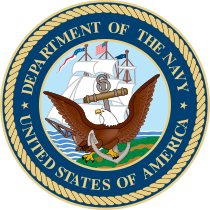 DEPARTMENT OF THE NAVY
UNITED STATES OF AMERICA